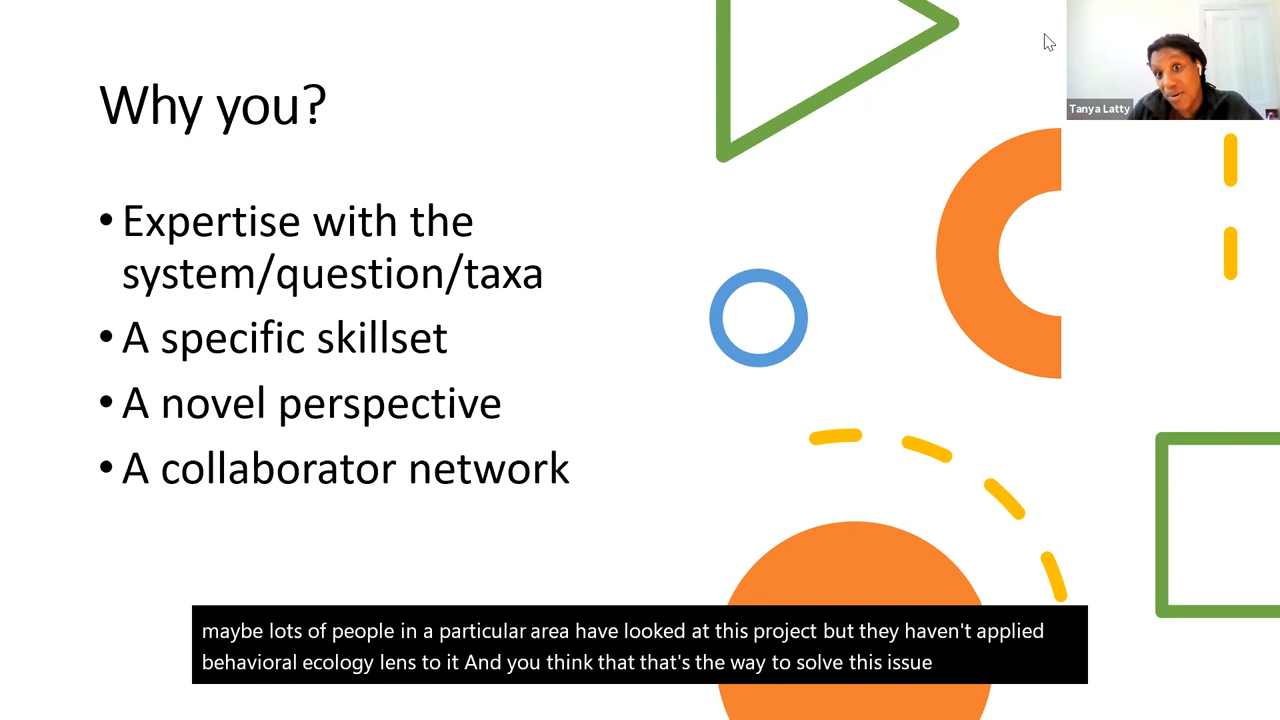 Why you?
• Expertise with the
system/question/taxa
• A specific skillset
• A novel perspective
• A collaborator network
Tanya Latty
maybe lots of people in a particular area have looked at this project but they haven't applied
behavioral ecology lens to it And you think that that's the way to solve this issue